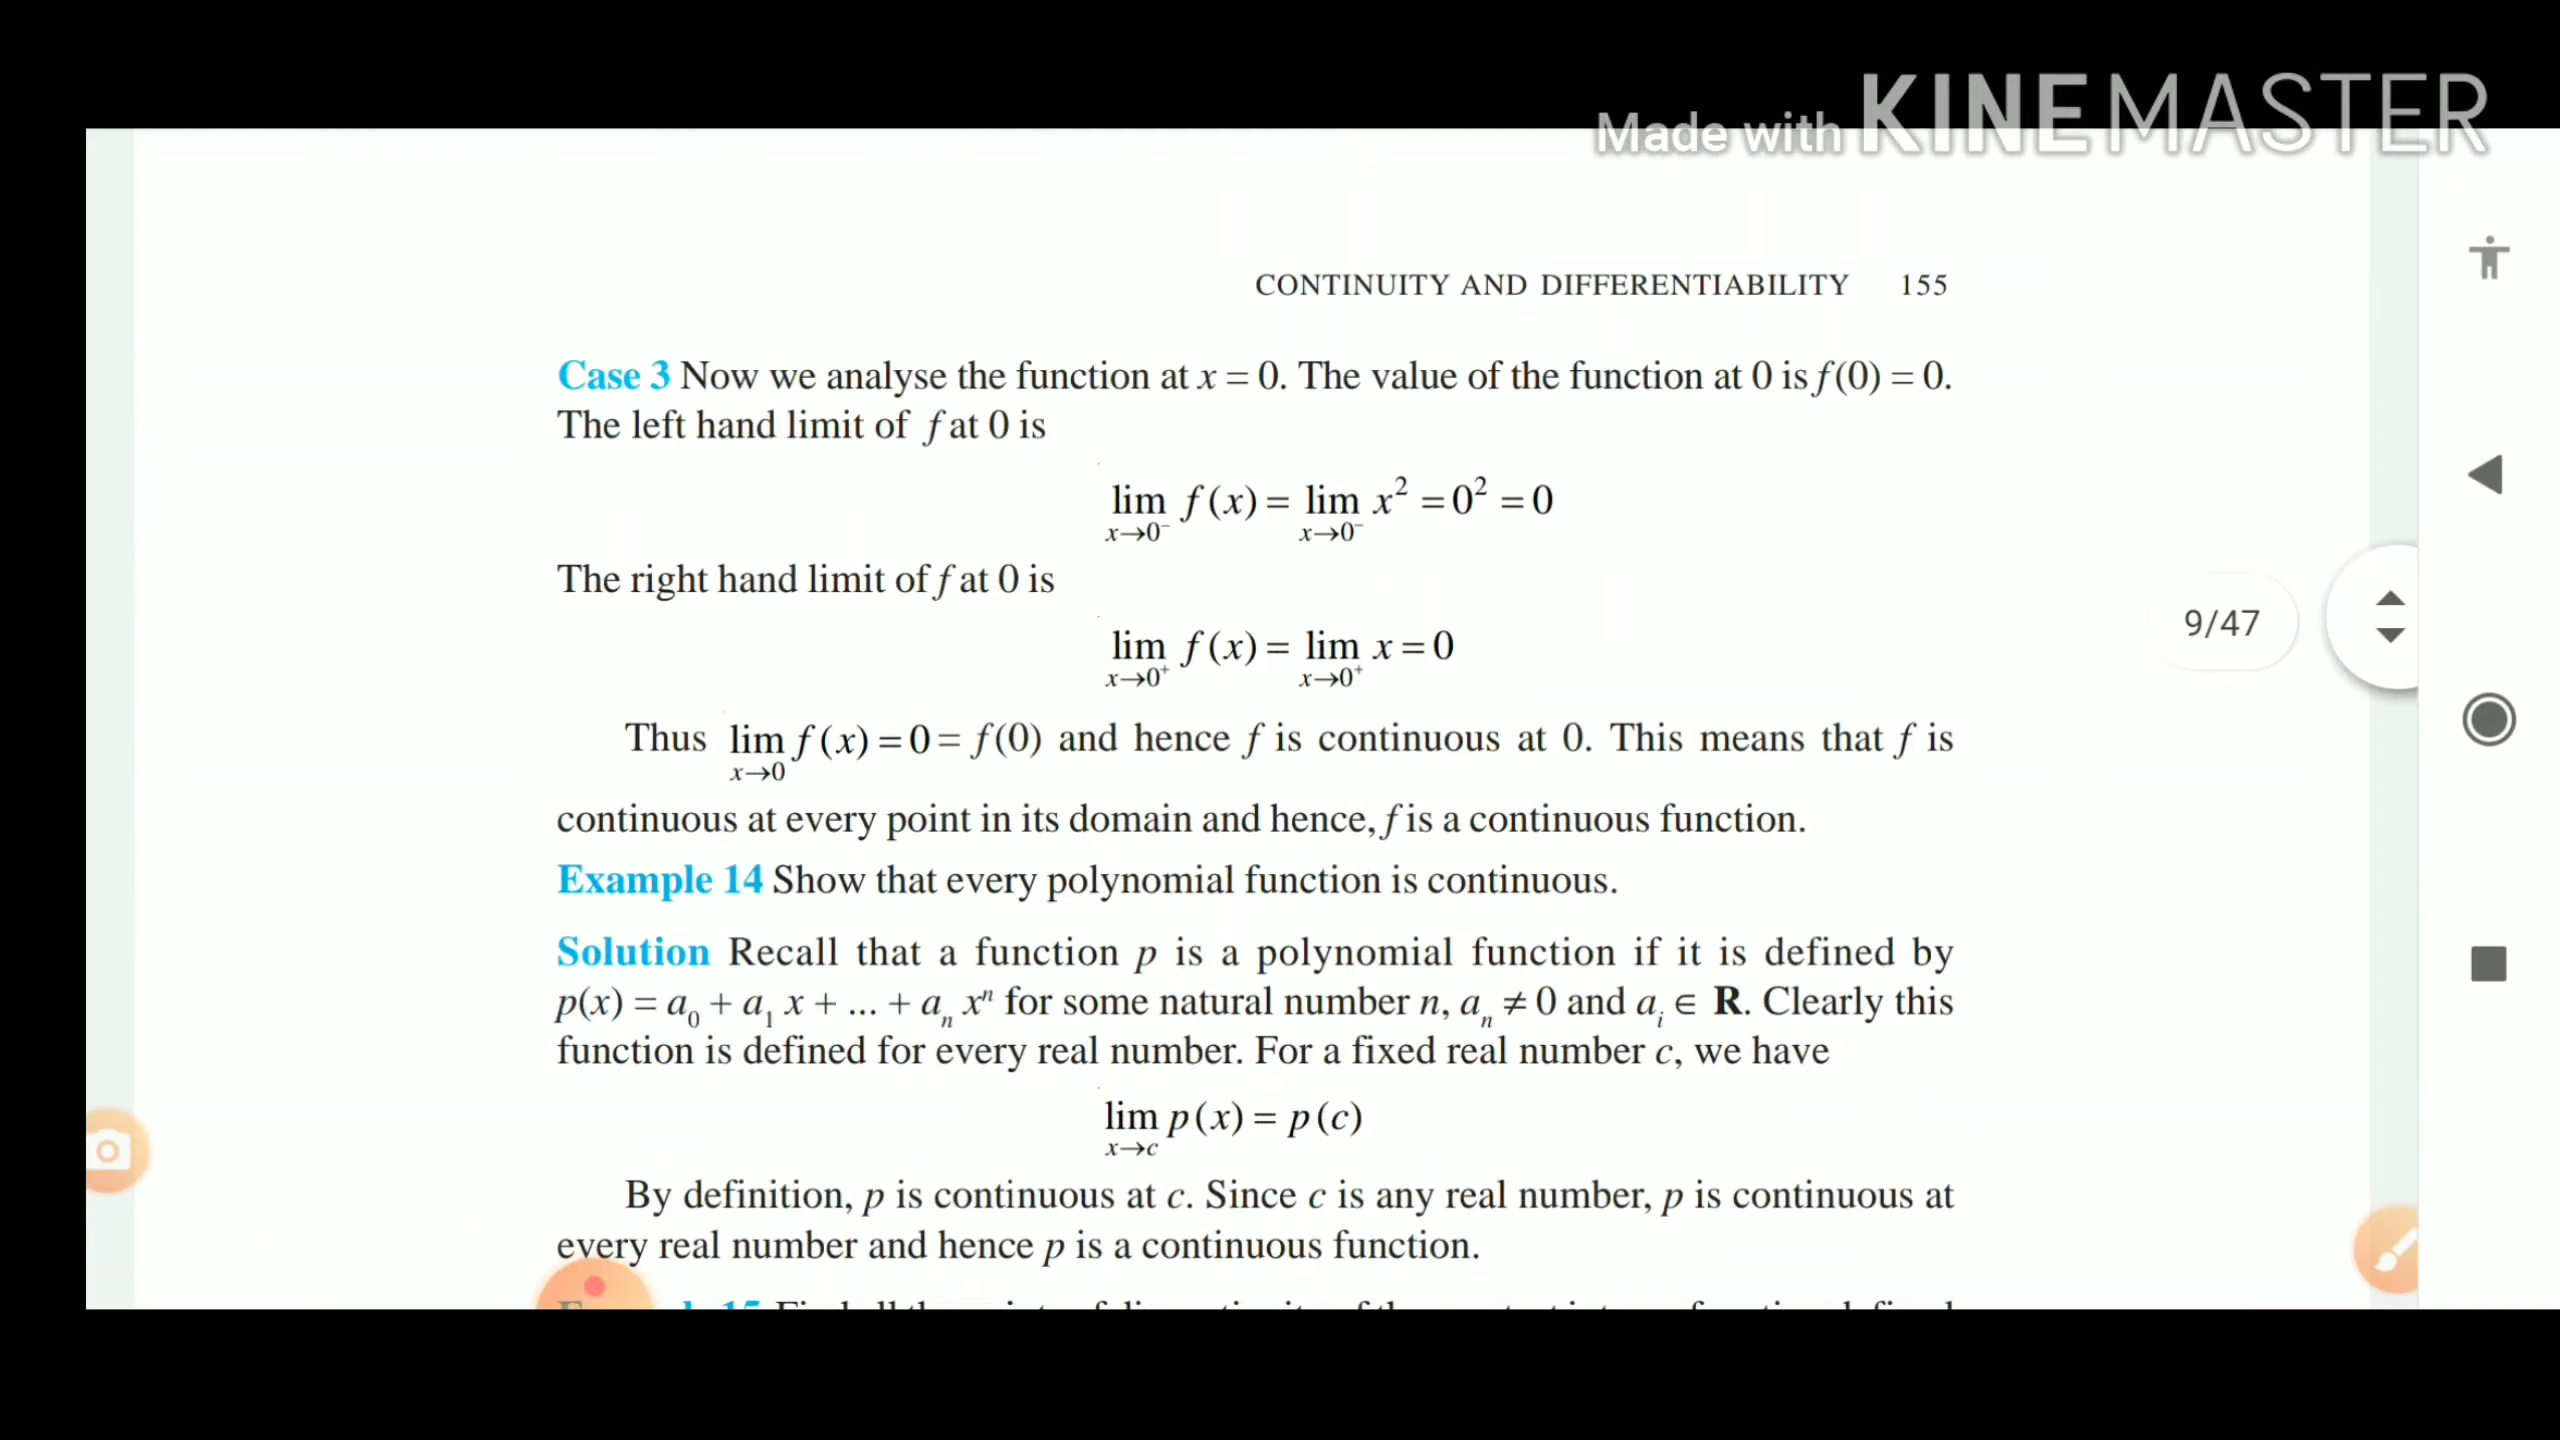 Made with KINEMASTER
CONTINUITY AND DIFFERENTIABILITY 155
Case 3 Now we analyse the function at x = 0. The value of the function at 0 is f(0) = 0.
The left hand limit of f at 0 is
lim f(x) = lim x² = 0² = 0
x→0⁻ x→0⁻
The right hand limit of f at 0 is
lim f(x) = lim x = 0
x→0⁺ x→0⁺
9/47
Thus lim f(x) = 0 = f(0) and hence f is continuous at 0. This means that f is
x→0
continuous at every point in its domain and hence, f is a continuous function.
Example 14 Show that every polynomial function is continuous.
Solution Recall that a function p is a polynomial function if it is defined by
p(x) = a₀ + a₁ x + ... + aₙ xⁿ for some natural number n, aₙ ≠ 0 and aᵢ ∈ R. Clearly this
function is defined for every real number. For a fixed real number c, we have
lim p(x) = p(c)
x→c
By definition, p is continuous at c. Since c is any real number, p is continuous at
every real number and hence p is a continuous function.